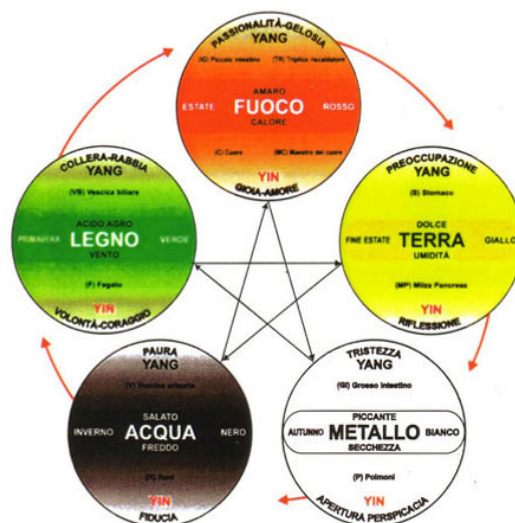 PASSIONALITÀ-GELOSIA
YANG
(IG) Piccolo intestino (TR) Triplice riscaldatore
AMARO
ESTATE FUOCO ROSSO
CALORE
(C) Cuore (MC) Maestro del cuore
YIN
GIOIA-AMORE
COLLERA-RABBIA
YANG
(VB) Vescica biliare
ACIDO AGRO
PRIMAVERA LEGNO VERDE
VENTO
(F) Fegato
YIN
VOLONTÀ-CORAGGIO
PREOCCUPAZIONE
YANG
(S) Stomaco
DOLCE
FINE ESTATE TERRA GIALLO
UMIDITÀ
(MP) Milza Pancreas
YIN
RIFLESSIONE
PAURA
YANG
(V) Vescica urinaria
SALATO
INVERNO ACQUA NERO
FREDDO
(R) Reni
YIN
FIDUCIA
TRISTEZZA
YANG
(GI) Grosso intestino
PICCANTE
AUTUNNO METALLO BIANCO
SECCHEZZA
(P) Polmoni
YIN
APERTURA PERSPICACIA